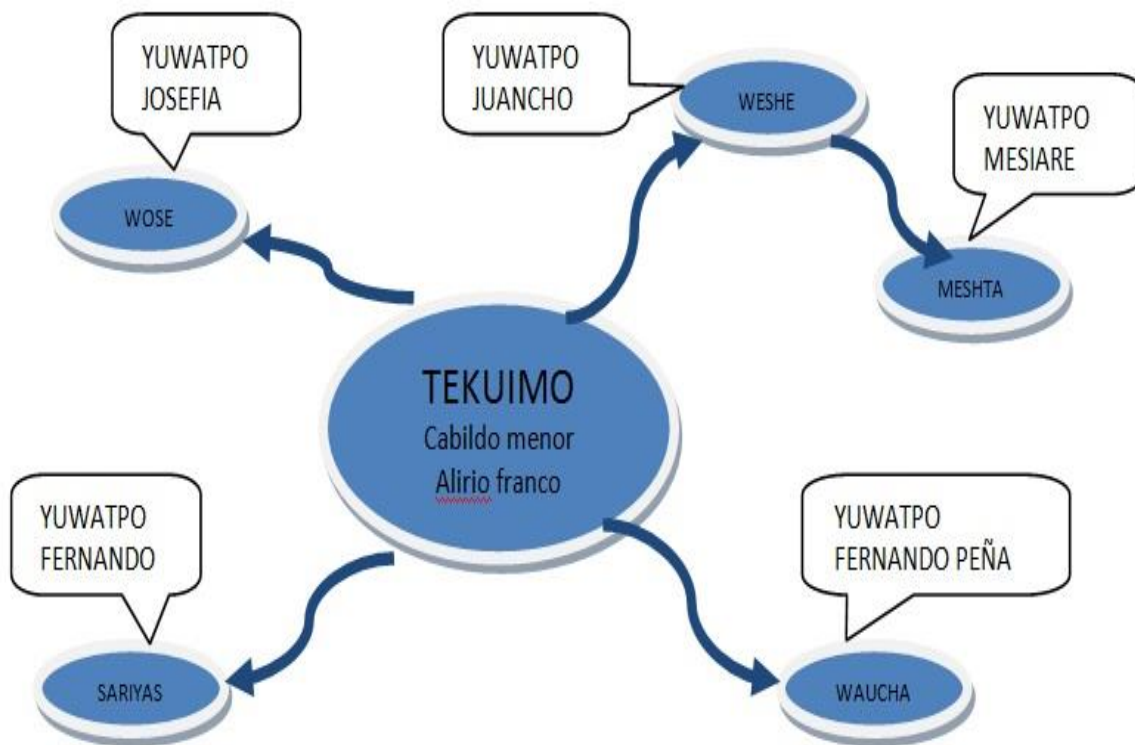 YUWATPO
JOSEFIA
YUWATPO
JUANCHO
WESHE
YUWATPO
MESIARE
WOSE
MESHTA
TEKUIMO
Cabildo menor
Alirio franco
YUWATPO
FERNANDO
YUWATPO
FERNANDO PEÑA
SARIYAS
WAUCHA